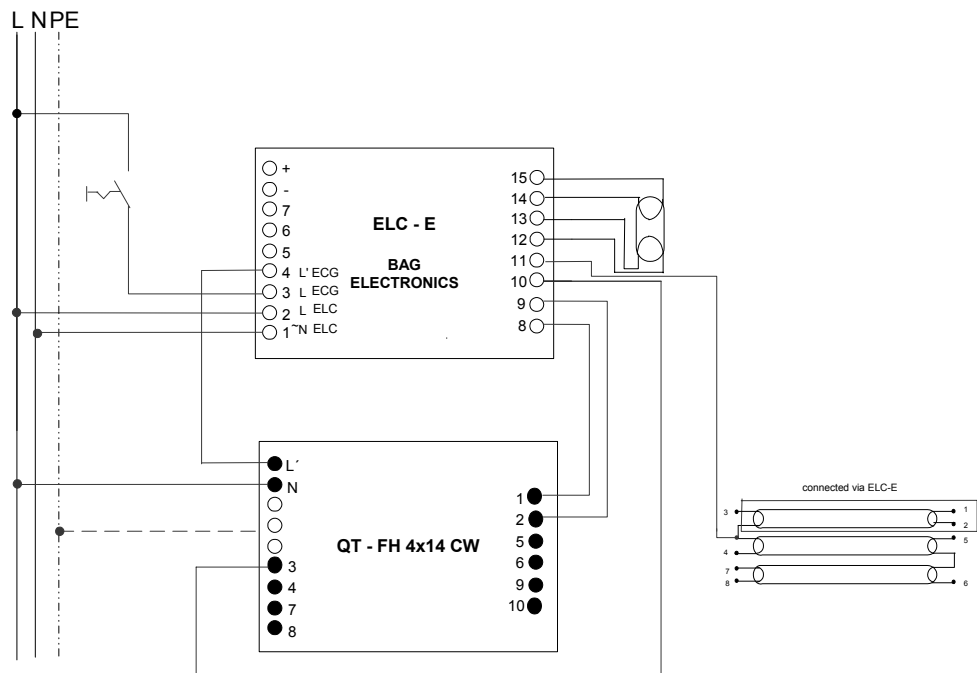 L N PE
+
-
7
6
5
4 L' ECG
3 L ECG
2 L ELC
1 ~N ELC
ELC - E
BAG
ELECTRONICS
15
14
13
12
11
10
9
8
L´
N
3
4
7
8
QT - FH 4x14 CW
1
2
5
6
9
10
connected via ELC-E
3
4
7
8
1
2
5
6